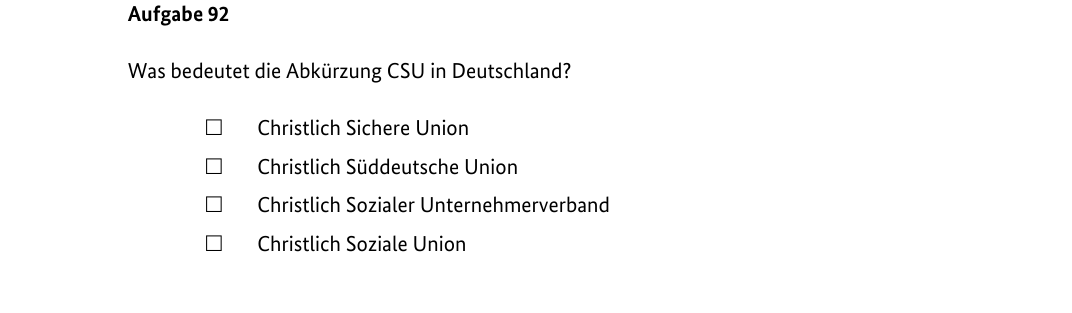 Aufgabe 92
Was bedeutet die Abkürzung CSU in Deutschland?
☐ Christlich Sichere Union
☐ Christlich Süddeutsche Union
☐ Christlich Sozialer Unternehmerverband
☐ Christlich Soziale Union